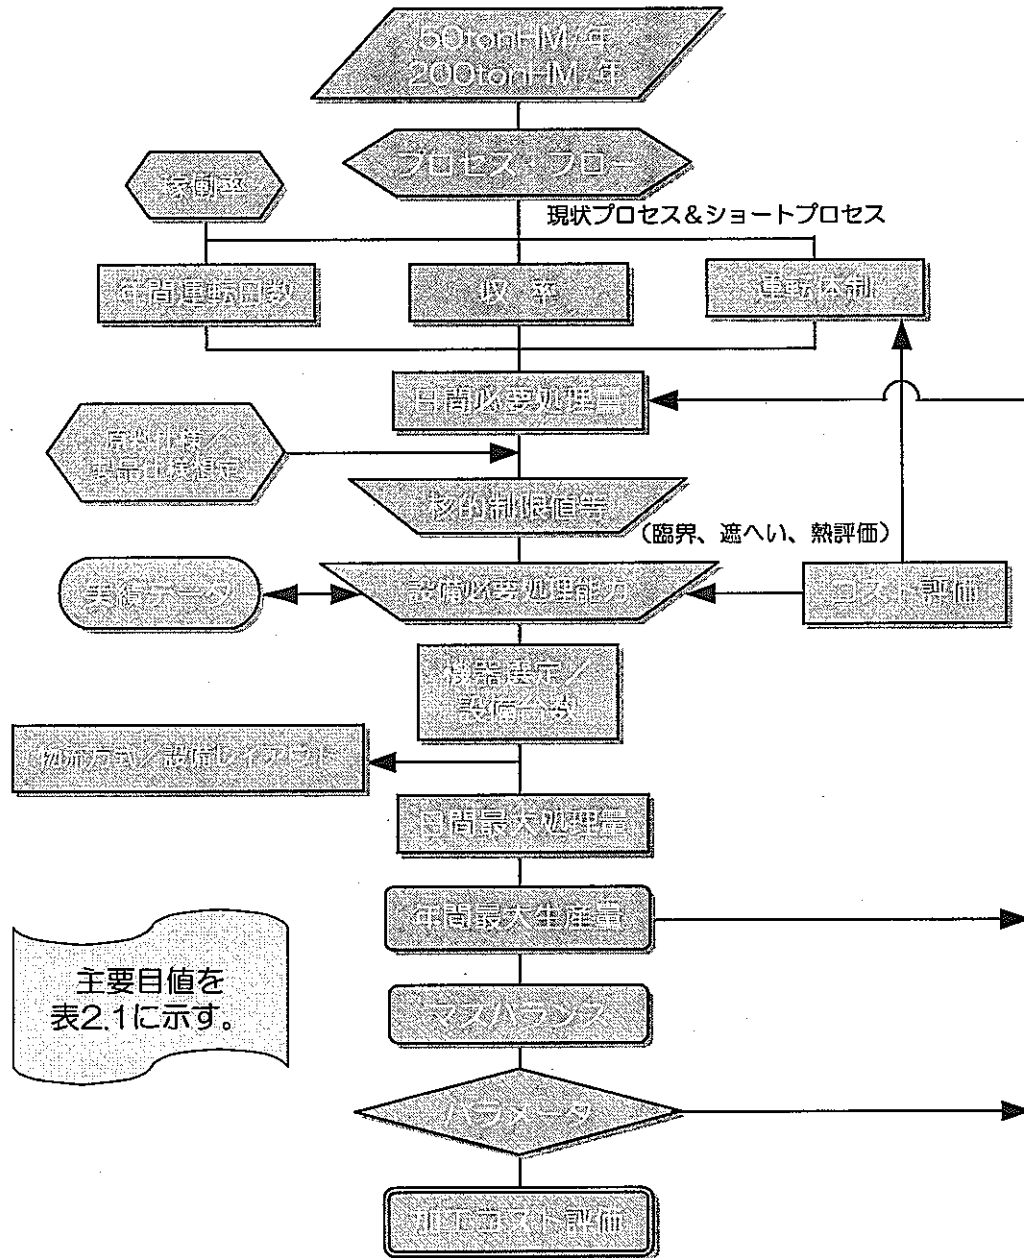 50tonHM/年
200tonHM/年
プロセス・フロー
稼働率
現状プロセス&ショートプロセス
年間運転日数
収 率
運転体制
日間必要処理量
原料仕様/
製品仕様想定
核的制限値等
(臨界、遮へい、熱評価)
実績データ
設備必要処理能力
コスト評価
機器選定/
設備台数
物流方式/設備レイアウト
日間最大処理量
年間最大生産量
主要目値を
表2.1に示す。
マスバランス
パラメータ
加工コスト評価